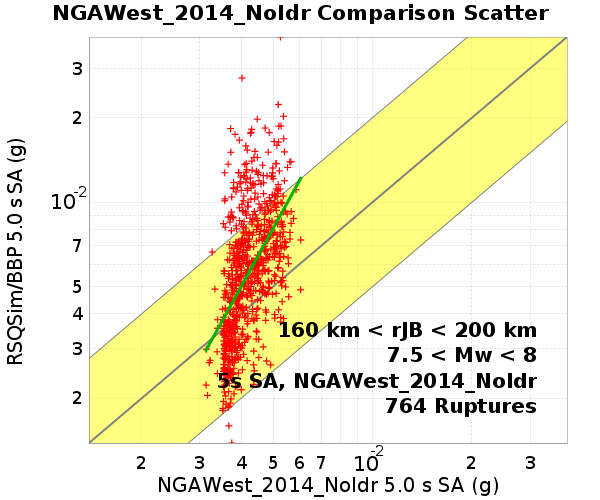 NGAWest_2014_NoIdr Comparison Scatter
RSQSim/BBP 5.0 s SA (g)
3
2
10-2
7
5
4
3
2
160 km < rJB < 200 km
7.5 < Mw < 8
5s SA, NGAWest_2014_NoIdr
764 Ruptures
2 3 4 5 6 7 10-2 2 3
NGAWest_2014_NoIdr 5.0 s SA (g)